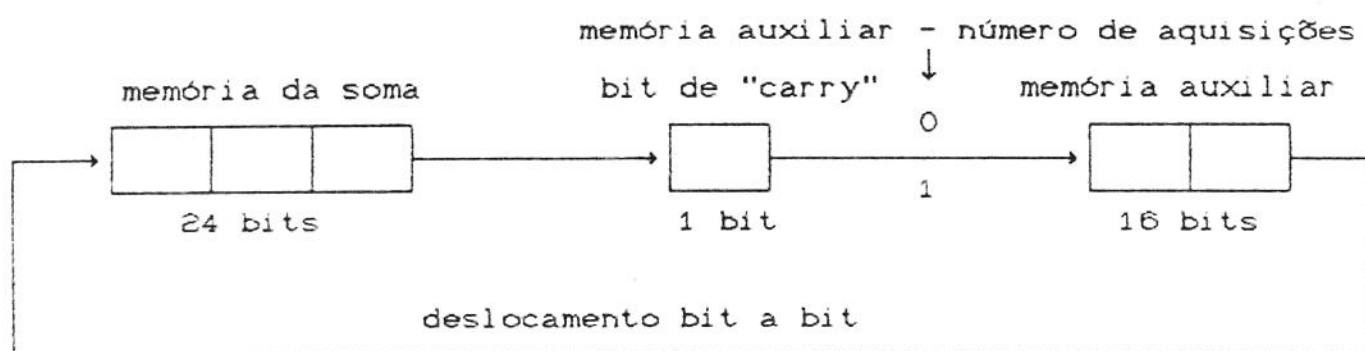 memória auxiliar - número de aquisições
memória da soma
bit de "carry"
memória auxiliar
0
1
24 bits
1 bit
16 bits
deslocamento bit a bit